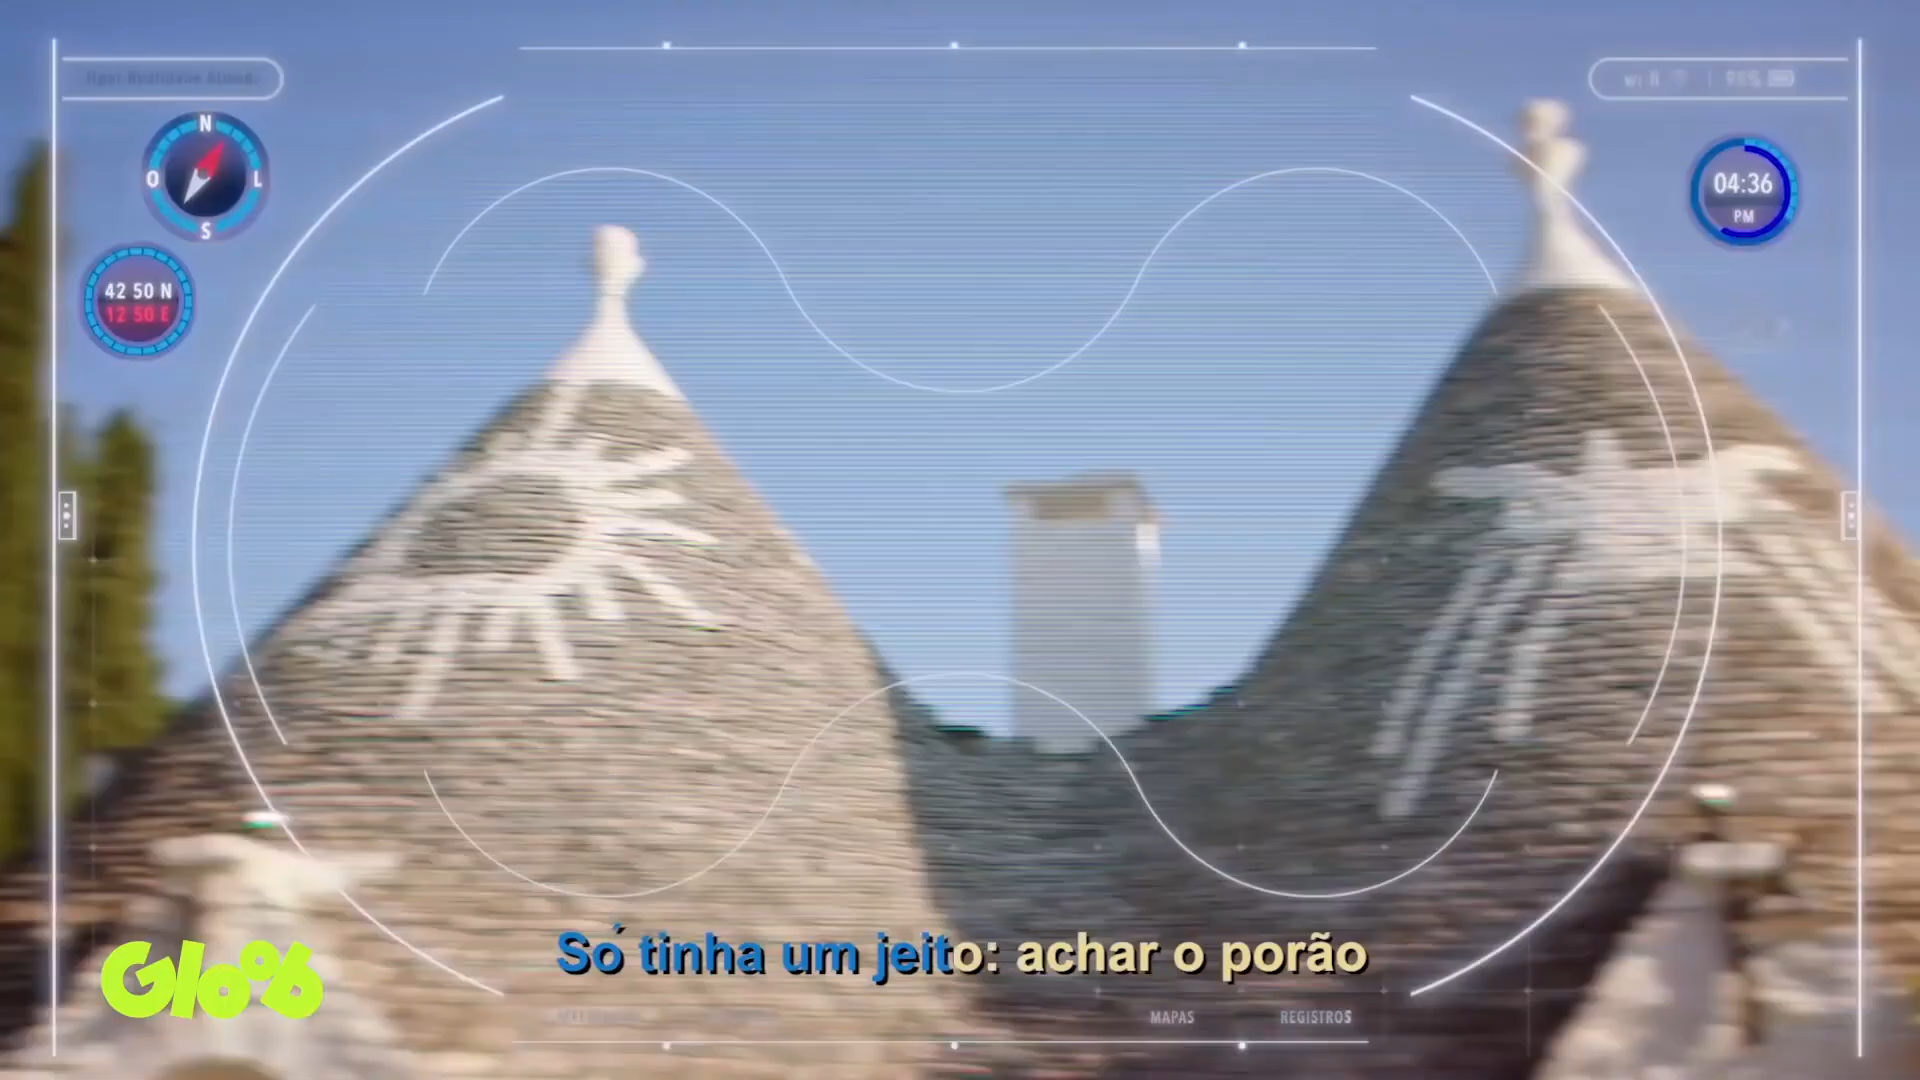 N
O
L
S
42 50 N
12 50 E
04:36
PM
Só tinha um jeito: achar o porão
Gloob
MAPAS
REGISTROS